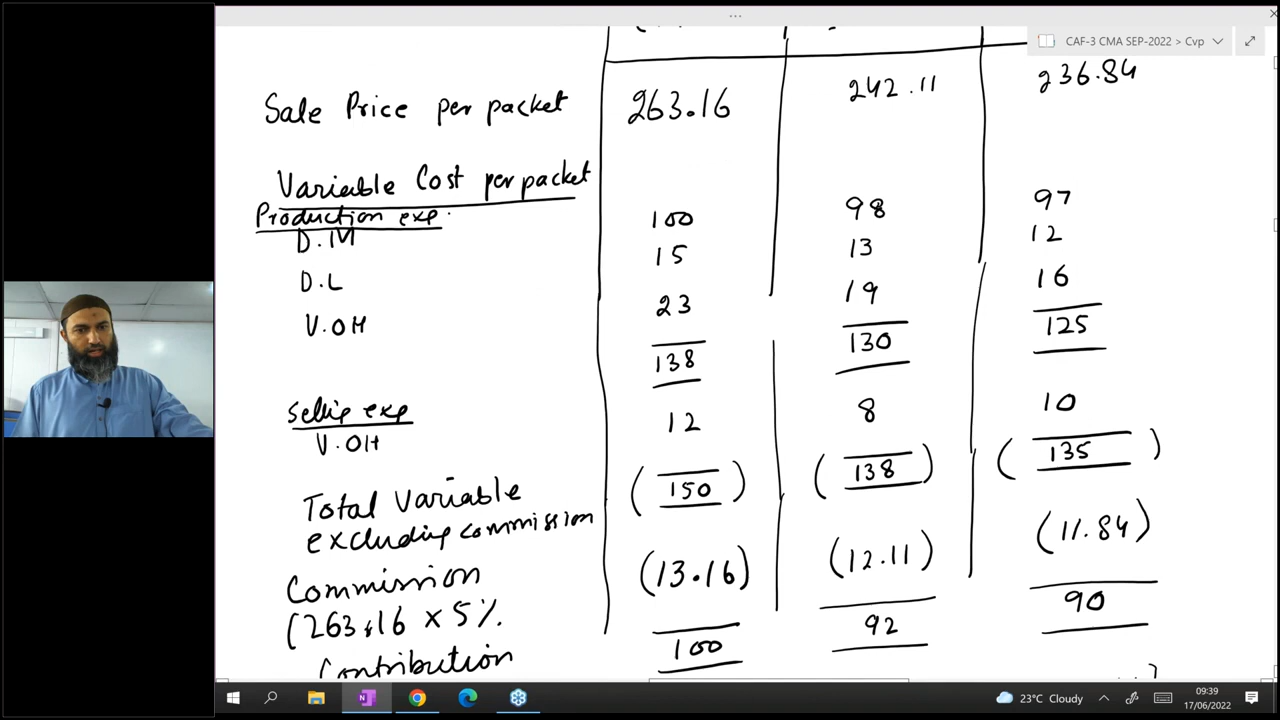 CAF-3 CMA SEP-2022 > Cvp
Sale Price per packet 263.16 242.11 236.84
Variable Cost per packet
Production exp.
D.M 100 98 97
D.L 15 13 12
V.OH 23 19 16
138 130 125
Selling exp
V.OH 12 8 10
Total Variable (150) (138) (135)
excluding commission
Commission (13.16) (12.11) (11.84)
(263.16 x 5%
Contribution 100 92 90
23°C Cloudy
09:39
17/06/2022